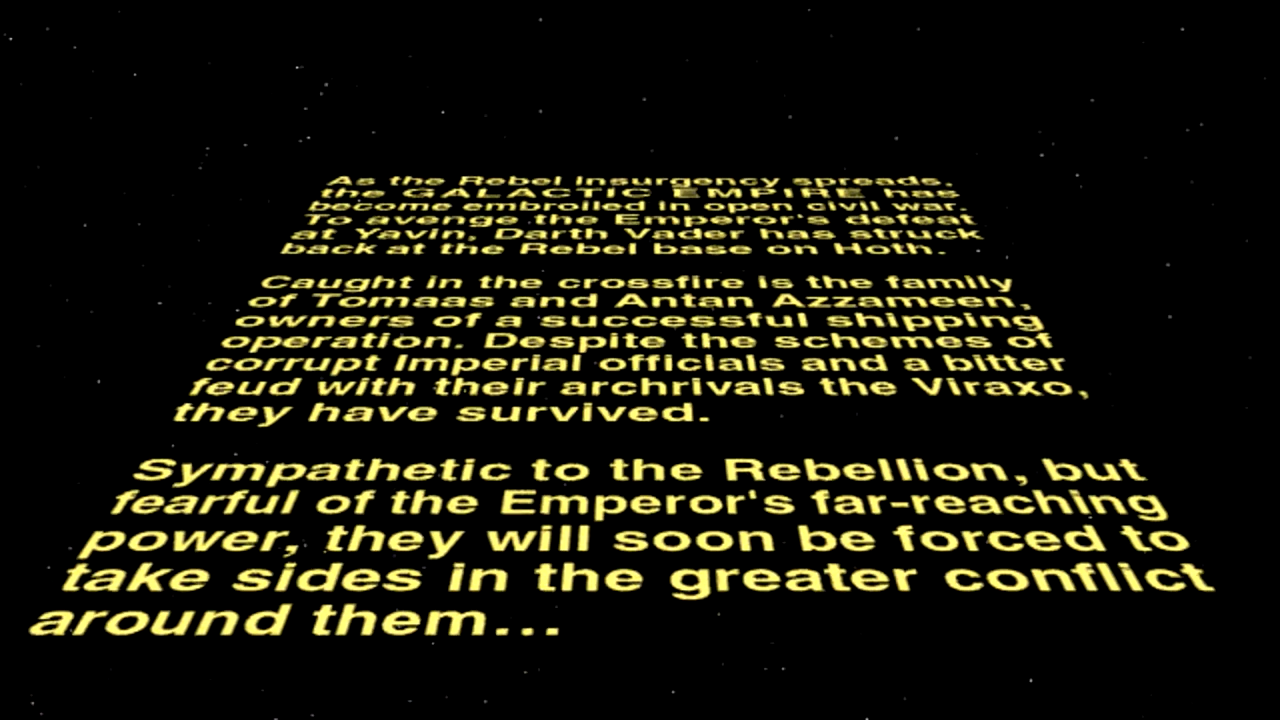 As the Rebel Insurgency spreads,
the GALACTIC EMPIRE has
become embroiled in open civil war.
To avenge the Emperor's defeat
at Yavin, Darth Vader has struck
back at the Rebel base on Hoth.
Caught in the crossfire is the family
of Tomaas and Antan Azzameen,
owners of a successful shipping
operation. Despite the schemes of
corrupt Imperial officials and a bitter
feud with their archrivals the Viraxo,
they have survived.
Sympathetic to the Rebellion, but
fearful of the Emperor's far-reaching
power, they will soon be forced to
take sides in the greater conflict
around them...